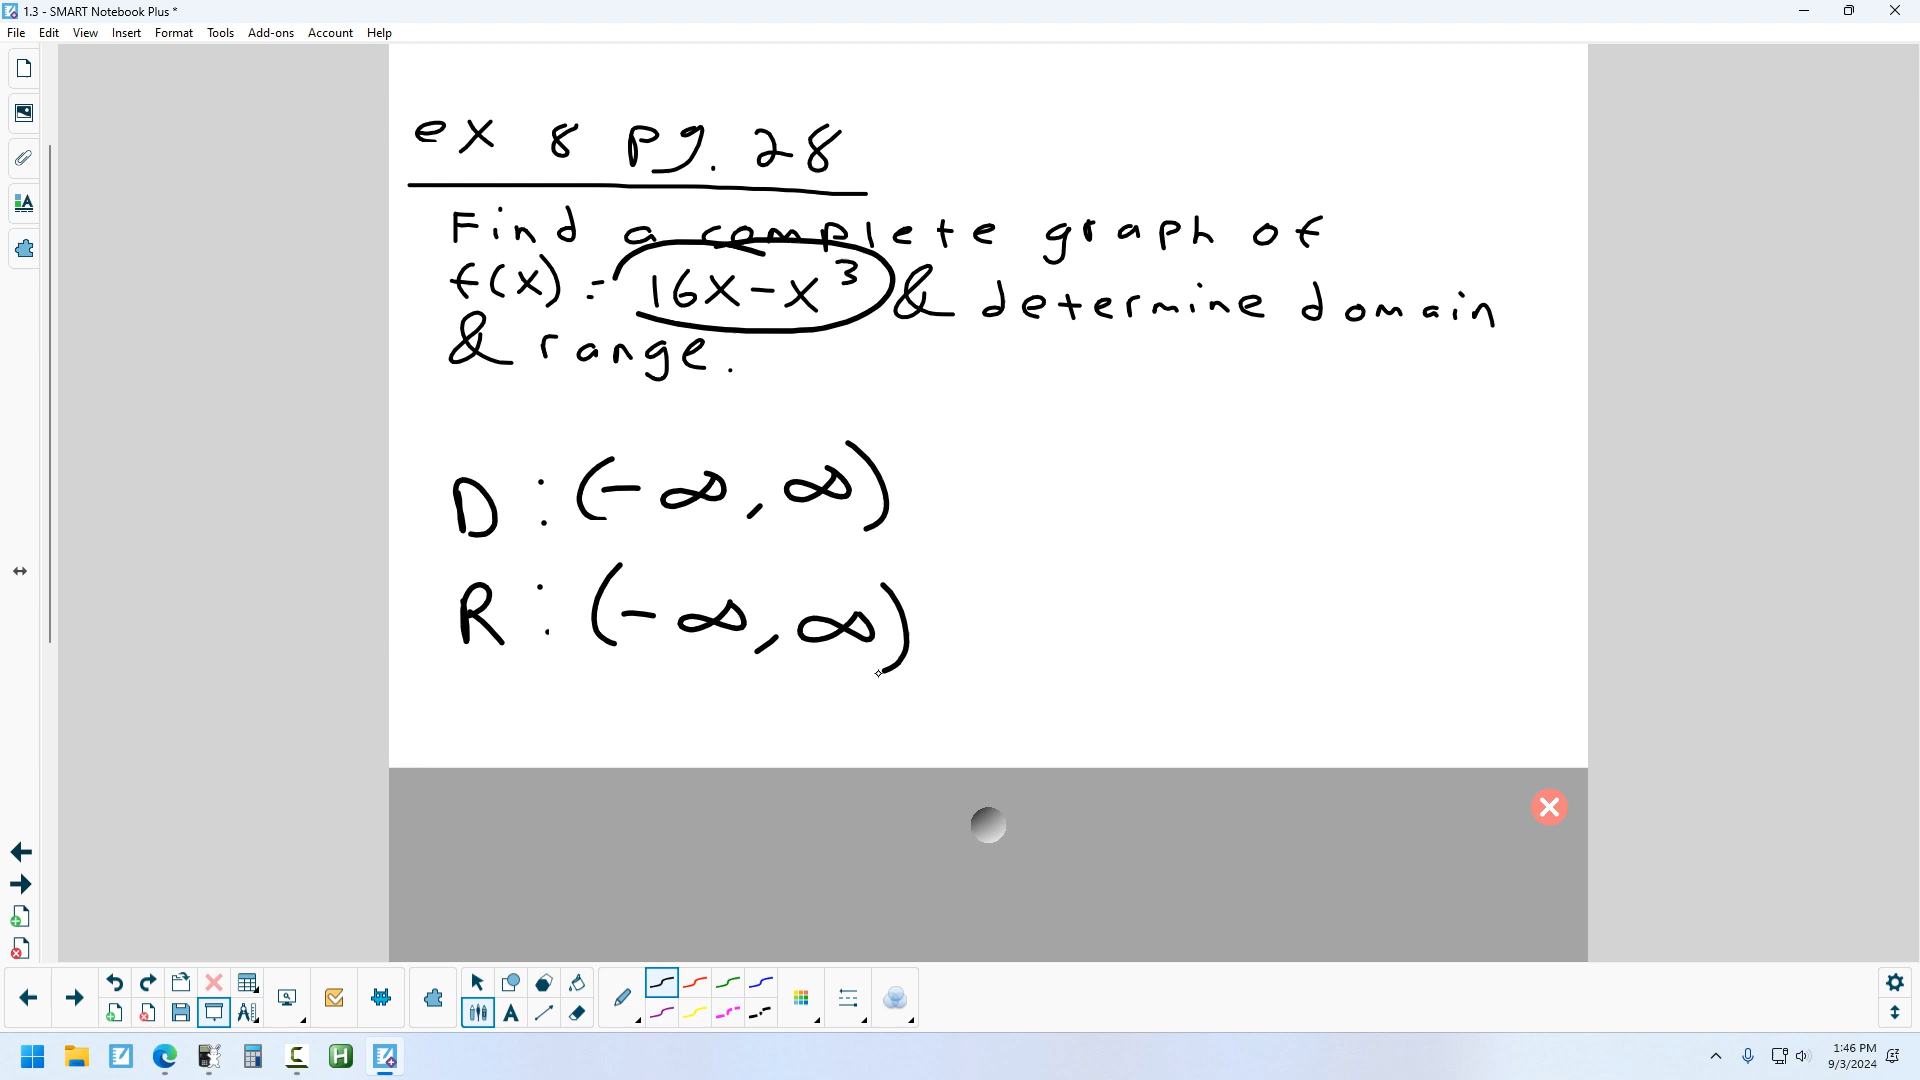 1.3 - SMART Notebook Plus *
File Edit View Insert Format Tools Add-ons Account Help
ex 8 pg. 28
Find a complete graph of
f(x) = 16x-x³ & determine domain
& range.
D : (-∞, ∞)
R : (-∞, ∞)
1:46 PM
9/3/2024